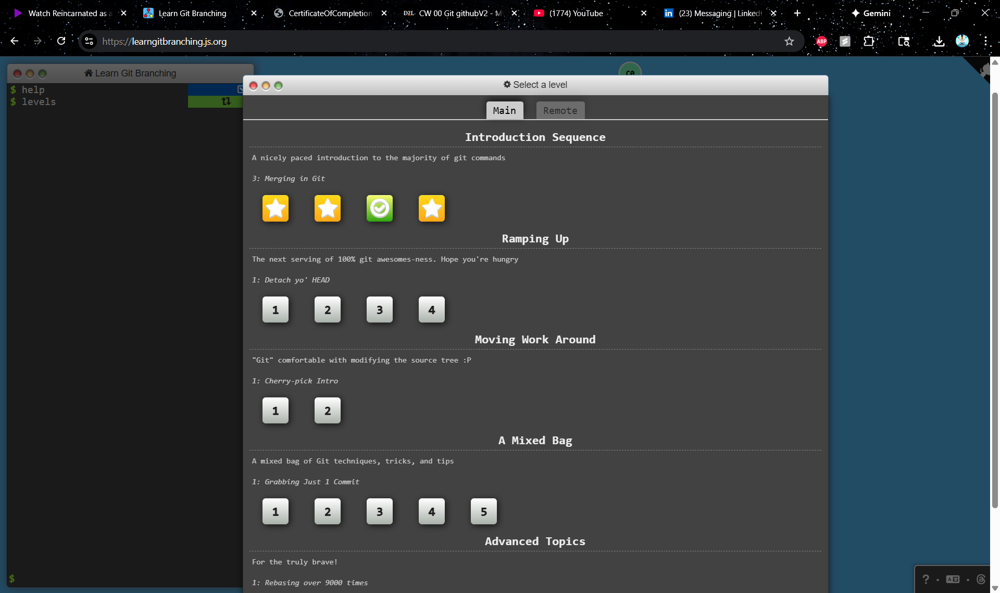 Watch Reincarnated as a
Learn Git Branching
CertificateOfCompletion
D2L CW 00 Git githubV2 - M
(1774) YouTube
in (23) Messaging | Linked
Gemini
https://learngitbranching.js.org
ABP
Learn Git Branching
$ help
$ levels
$
C0
Select a level
Main
Remote
Introduction Sequence
A nicely paced introduction to the majority of git commands
3: Merging in Git
Ramping Up
The next serving of 100% git awesomes-ness. Hope you're hungry
1: Detach yo' HEAD
1 2 3 4
Moving Work Around
"Git" comfortable with modifying the source tree :P
1: Cherry-pick Intro
1 2
A Mixed Bag
A mixed bag of Git techniques, tricks, and tips
1: Grabbing Just 1 Commit
1 2 3 4 5
Advanced Topics
For the truly brave!
1: Rebasing over 9000 times
?